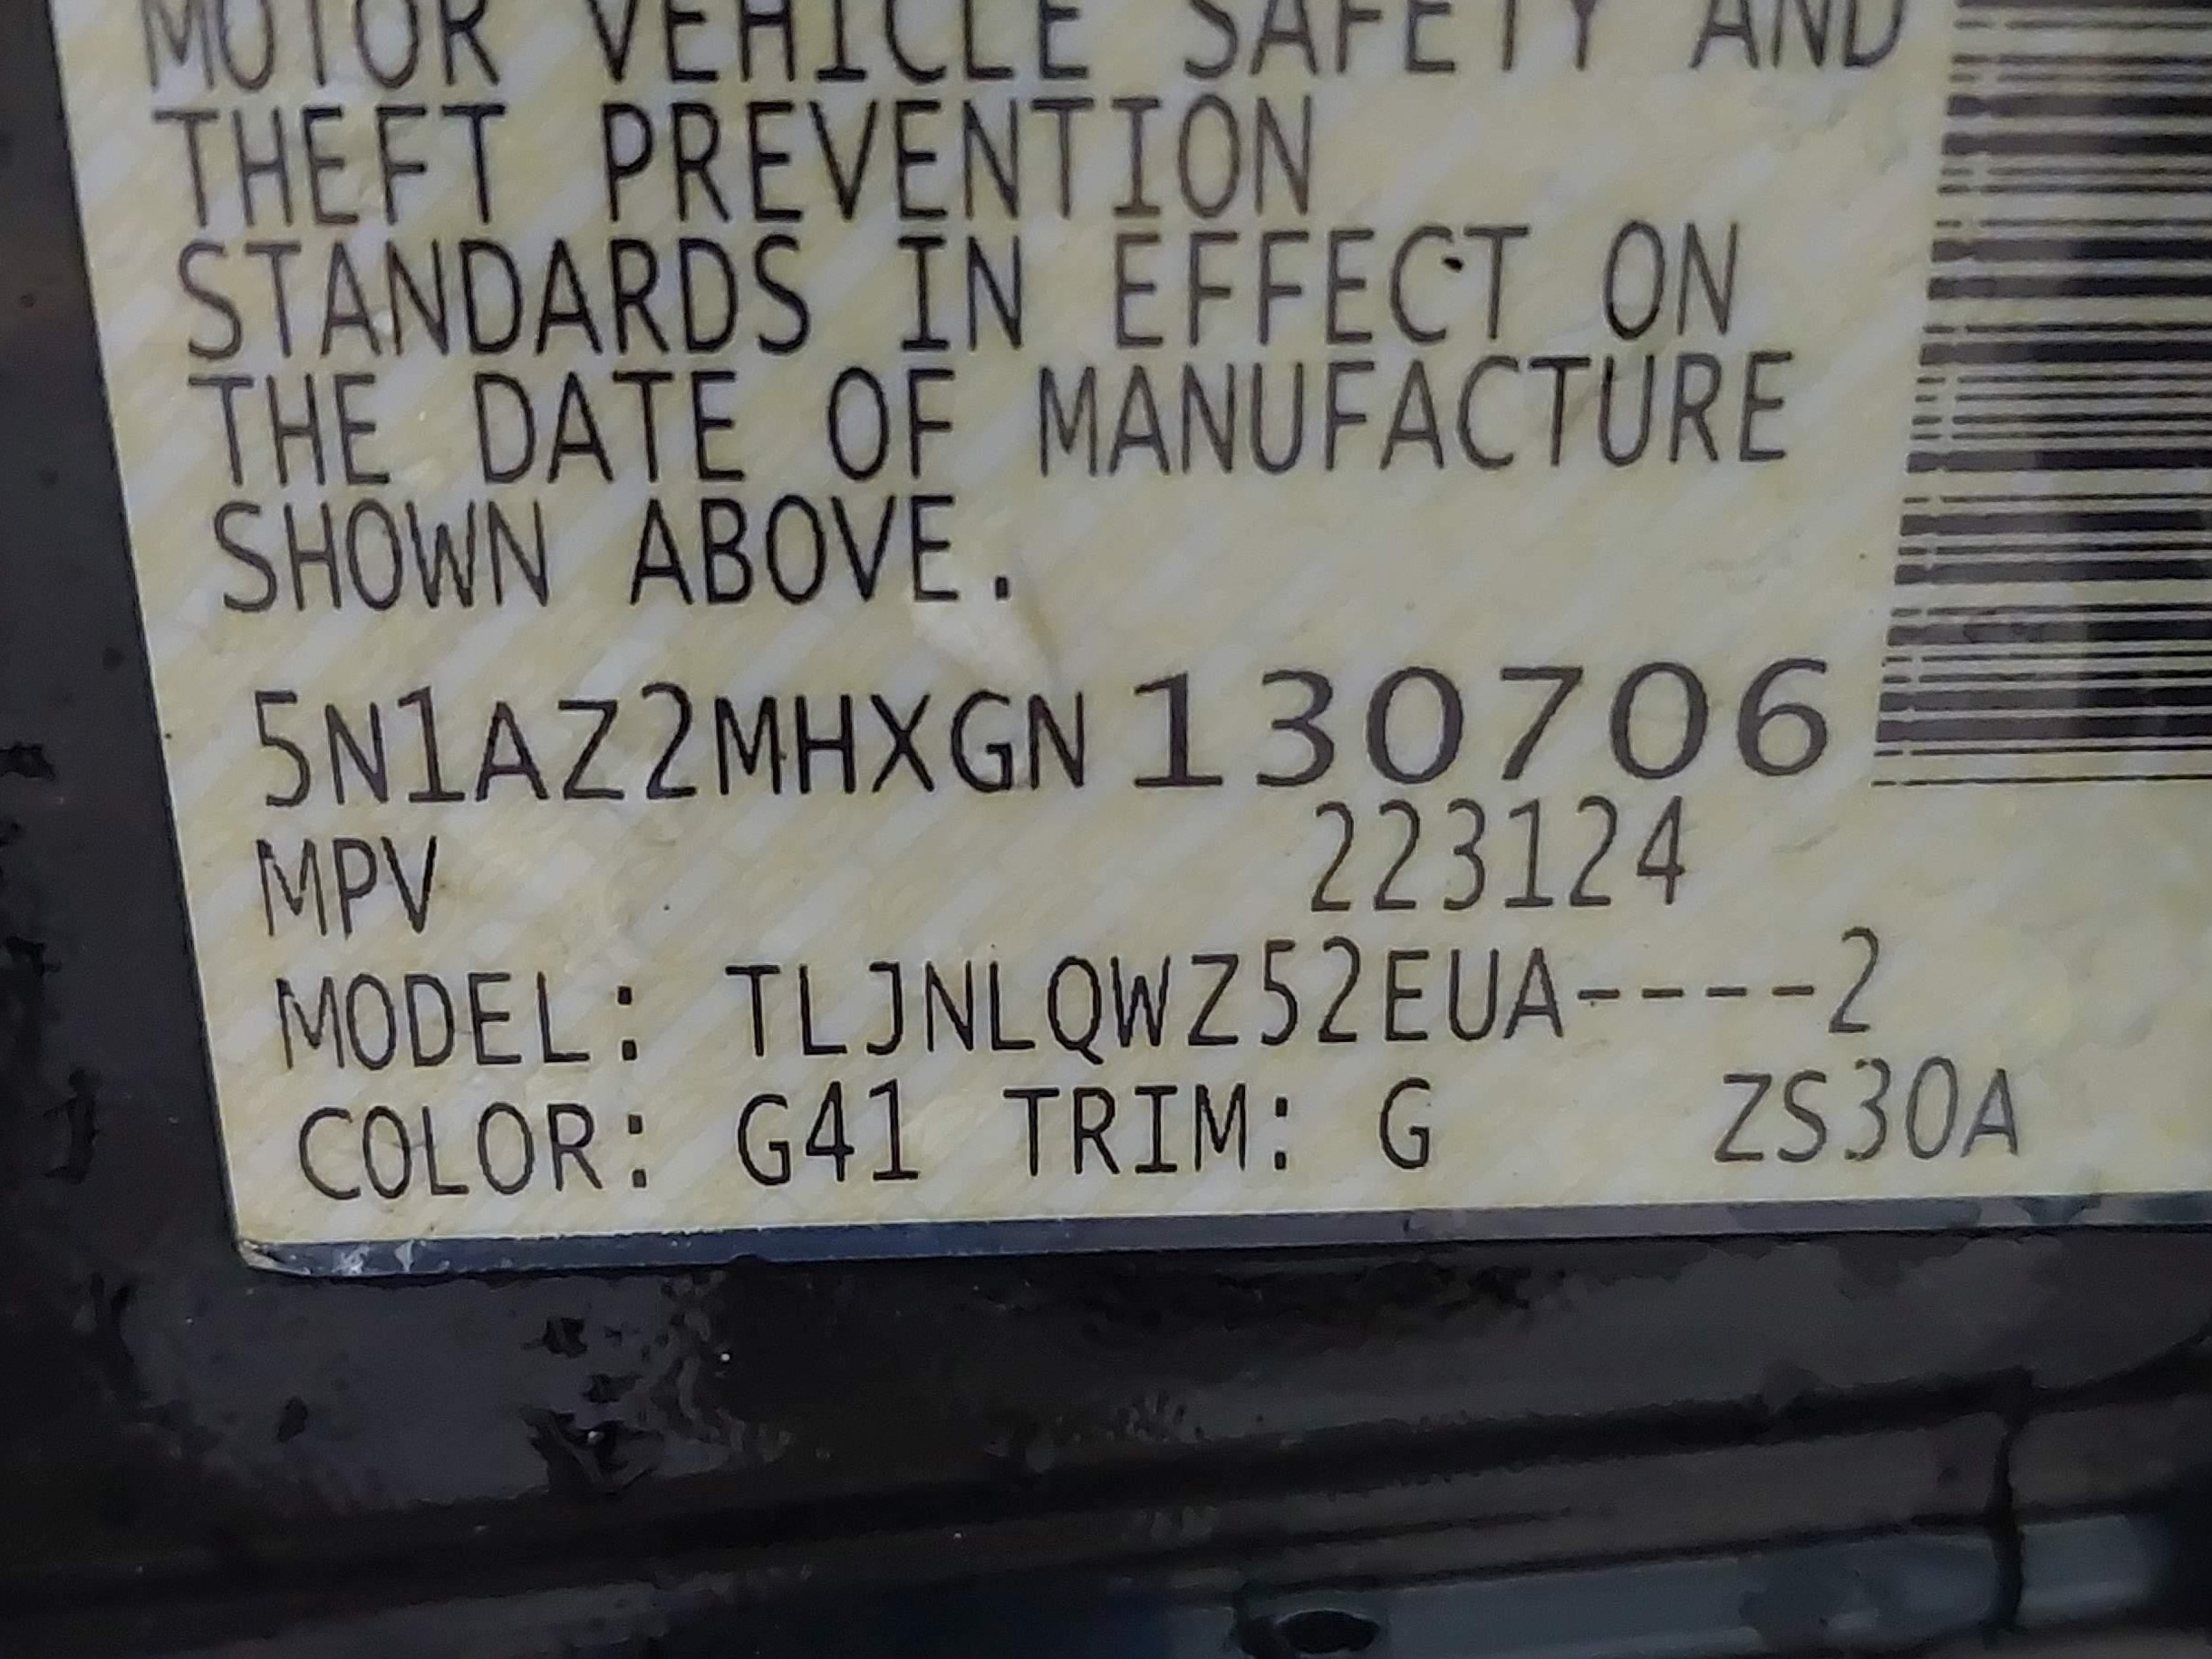 MOTOR VEHICLE SAFETY AND
THEFT PREVENTION
STANDARDS IN EFFECT ON
THE DATE OF MANUFACTURE
SHOWN ABOVE.
5N1AZ2MHXGN130706
MPV 223124
MODEL: TLJNLQWZ52EUA----2
COLOR: G41 TRIM: G ZS30A